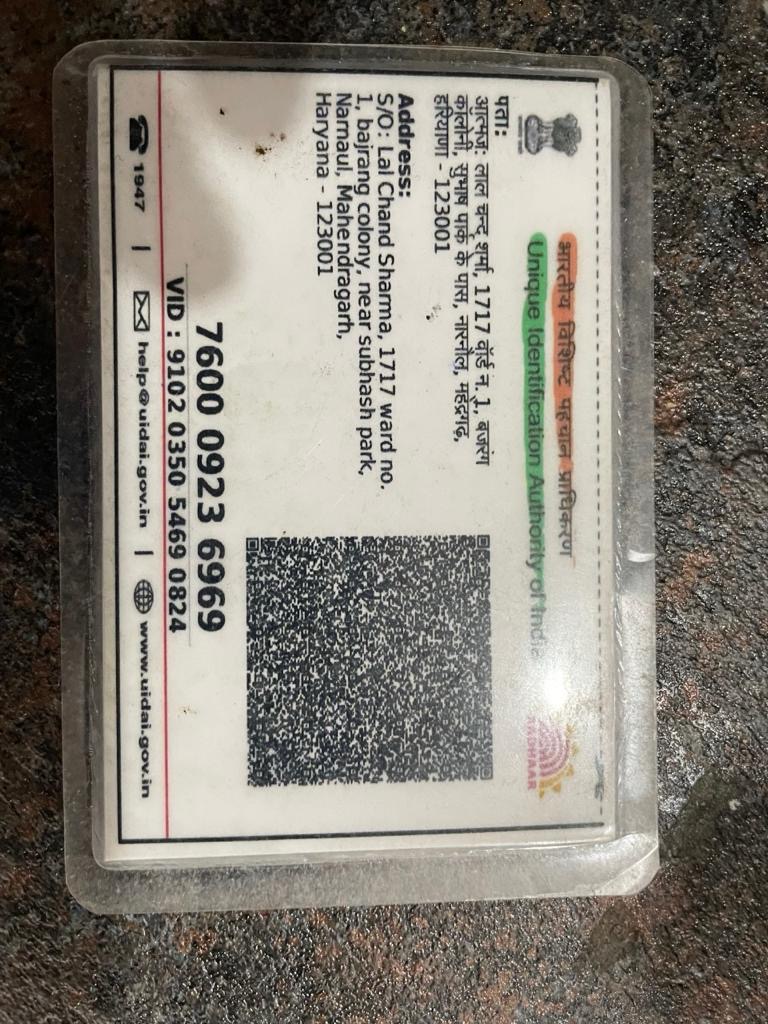 भारतीय विशिष्ट पहचान प्राधिकरण
Unique Identification Authority of India
AADHAAR
पता:
आत्मज: लाल चन्द शर्मा, 1717 वॉर्ड न. 1, बजरंग
कॉलोनी, सुभाष पार्क के पास, नारनौल, महेंद्रगढ़,
हरियाणा - 123001
Address:
S/O: Lal Chand Sharma, 1717 ward no.
1, bajrang colony, near subhash park,
Narnaul, Mahendragarh,
Haryana - 123001
7600 0923 6969
VID : 9102 0350 5469 0824
1947 | help@uidai.gov.in | www.uidai.gov.in